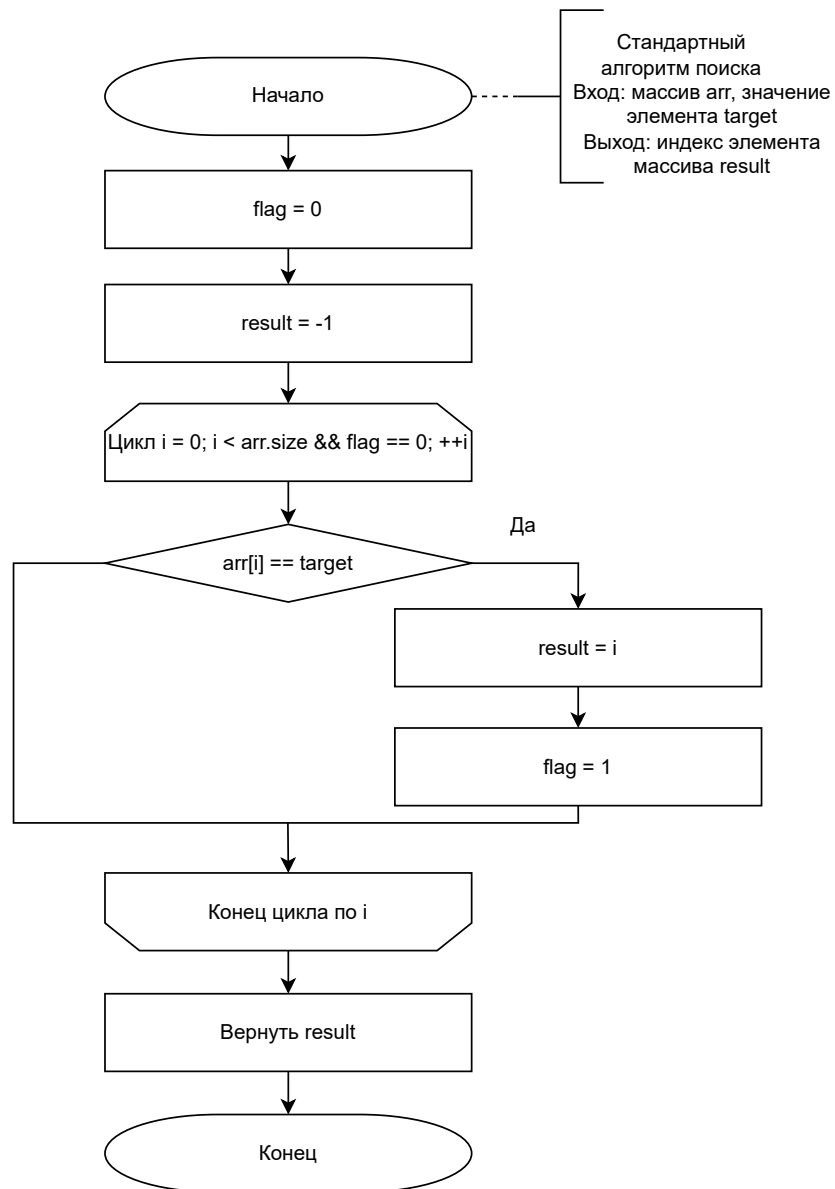 Начало
Стандартный
алгоритм поиска
Вход: массив arr, значение
элемента target
Выход: индекс элемента
массива result
flag = 0
result = -1
Цикл i = 0; i < arr.size && flag == 0; ++i
Да
arr[i] == target
result = i
flag = 1
Конец цикла по i
Вернуть result
Конец